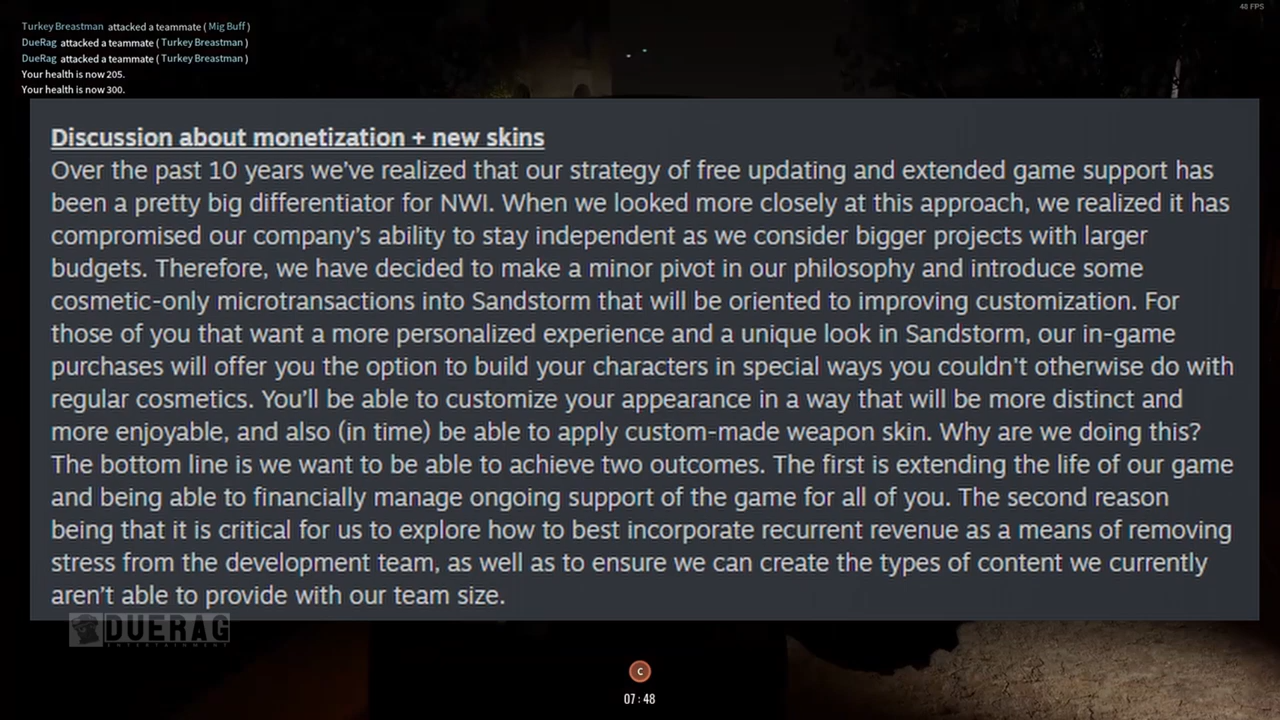 48 FPS
Turkey Breastman attacked a teammate ( Mig Buff )
DueRag attacked a teammate ( Turkey Breastman )
DueRag attacked a teammate ( Turkey Breastman )
Your health is now 205.
Your health is now 300.
Discussion about monetization + new skins
Over the past 10 years we've realized that our strategy of free updating and extended game support has
been a pretty big differentiator for NWI. When we looked more closely at this approach, we realized it has
compromised our company's ability to stay independent as we consider bigger projects with larger
budgets. Therefore, we have decided to make a minor pivot in our philosophy and introduce some
cosmetic-only microtransactions into Sandstorm that will be oriented to improving customization. For
those of you that want a more personalized experience and a unique look in Sandstorm, our in-game
purchases will offer you the option to build your characters in special ways you couldn't otherwise do with
regular cosmetics. You'll be able to customize your appearance in a way that will be more distinct and
more enjoyable, and also (in time) be able to apply custom-made weapon skin. Why are we doing this?
The bottom line is we want to be able to achieve two outcomes. The first is extending the life of our game
and being able to financially manage ongoing support of the game for all of you. The second reason
being that it is critical for us to explore how to best incorporate recurrent revenue as a means of removing
stress from the development team, as well as to ensure we can create the types of content we currently
aren't able to provide with our team size.
DUERAG
ENTERTAINMENT
C
07 : 48